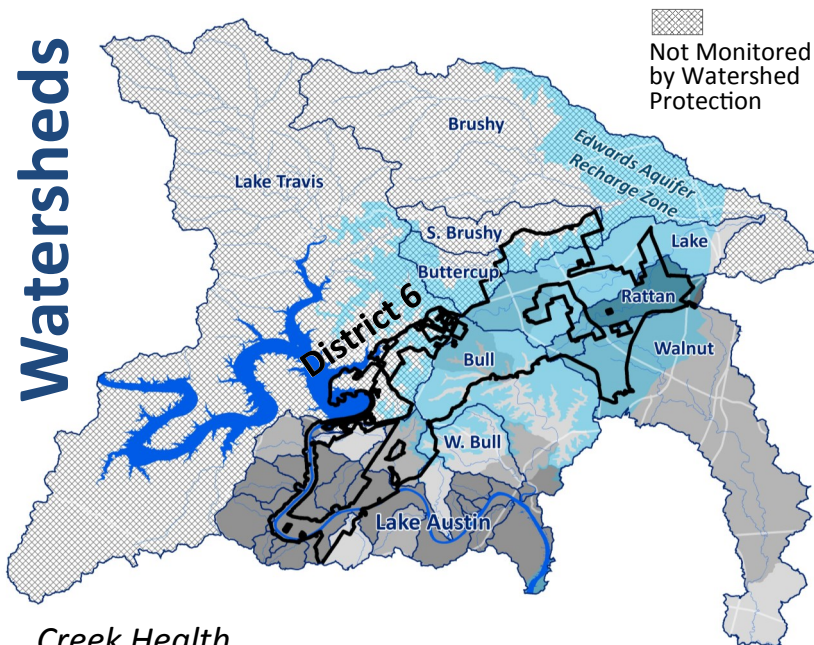 Watersheds
Not Monitored
by Watershed
Protection
Brushy
Edwards Aquifer
Recharge Zone
Lake Travis
S. Brushy
Lake
Buttercup
Rattan
District 6
Walnut
Bull
W. Bull
Lake Austin
Creek Health